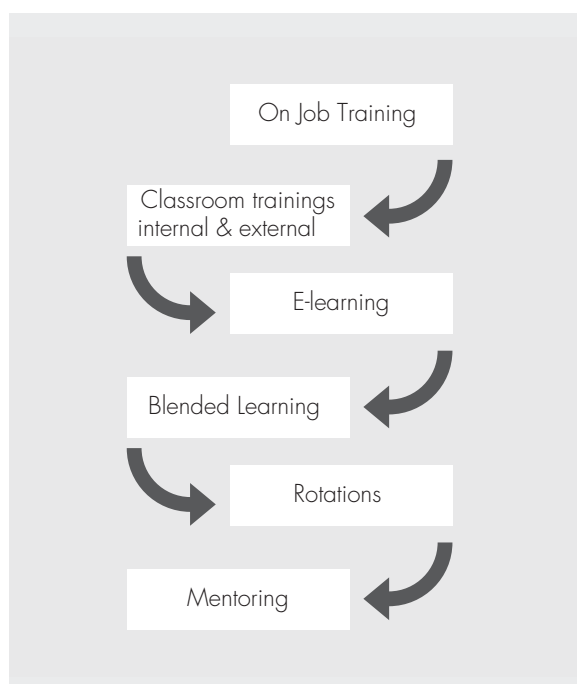 On Job Training
Classroom trainings
internal & external
E-learning
Blended Learning
Rotations
Mentoring